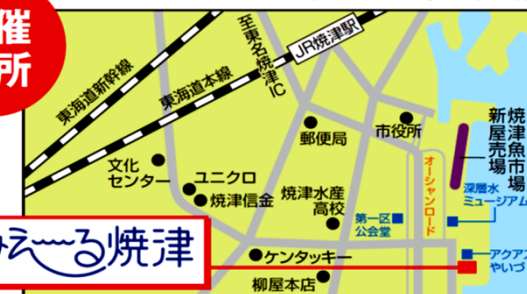 催
所
至東名焼津IC
JR焼津駅
東海道新幹線
東海道本線
郵便局
市役所
焼津魚市場
新屋売場
文化
センター
ユニクロ
焼津信金
焼津水産
高校
オーシャンロード
深層水
ミュージアム
第一区
公会堂
みえ〜る焼津
ケンタッキー
アクアス
やいづ
柳屋本店